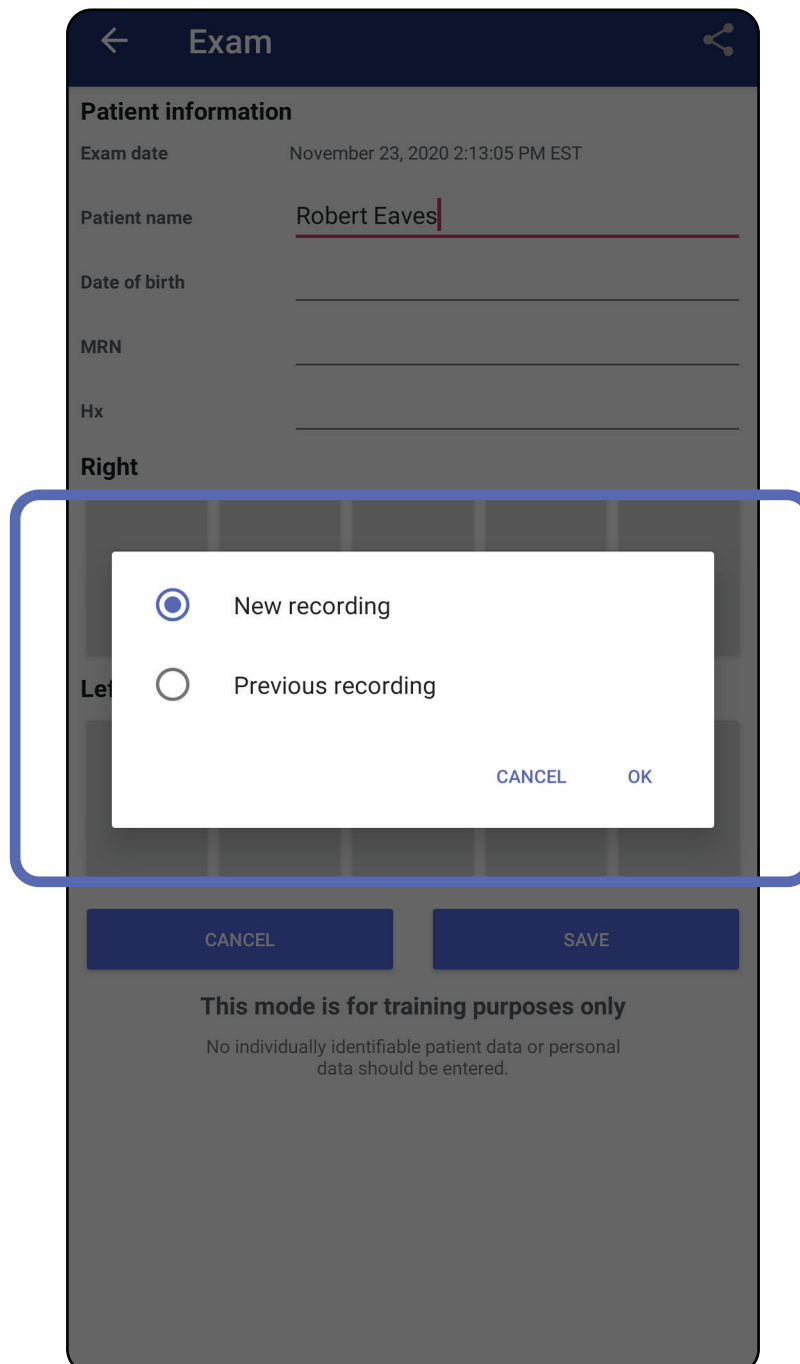 Exam
Patient information
Exam date November 23, 2020 2:13:05 PM EST
Patient name Robert Eaves
Date of birth
MRN
Hx
Right
New recording
Lef
Previous recording
CANCEL OK
CANCEL SAVE
This mode is for training purposes only
No individually identifiable patient data or personal
data should be entered.